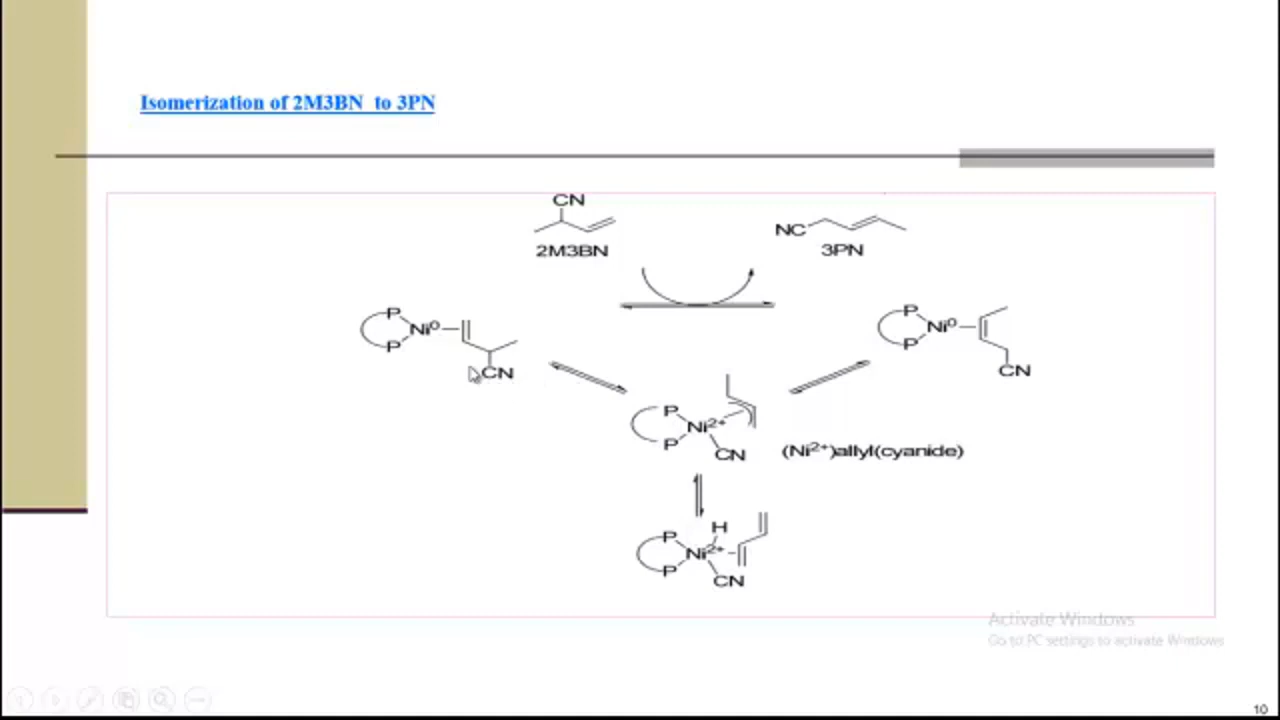 Isomerization of 2M3BN to 3PN
CN
2M3BN
NC
3PN
P
Ni⁰
P
CN
P
Ni⁰
P
CN
P
Ni²⁺
P
CN
(Ni²⁺)allyl(cyanide)
H
P
Ni²⁺
P
CN
Activate Windows
Go to PC settings to activate Windows
10